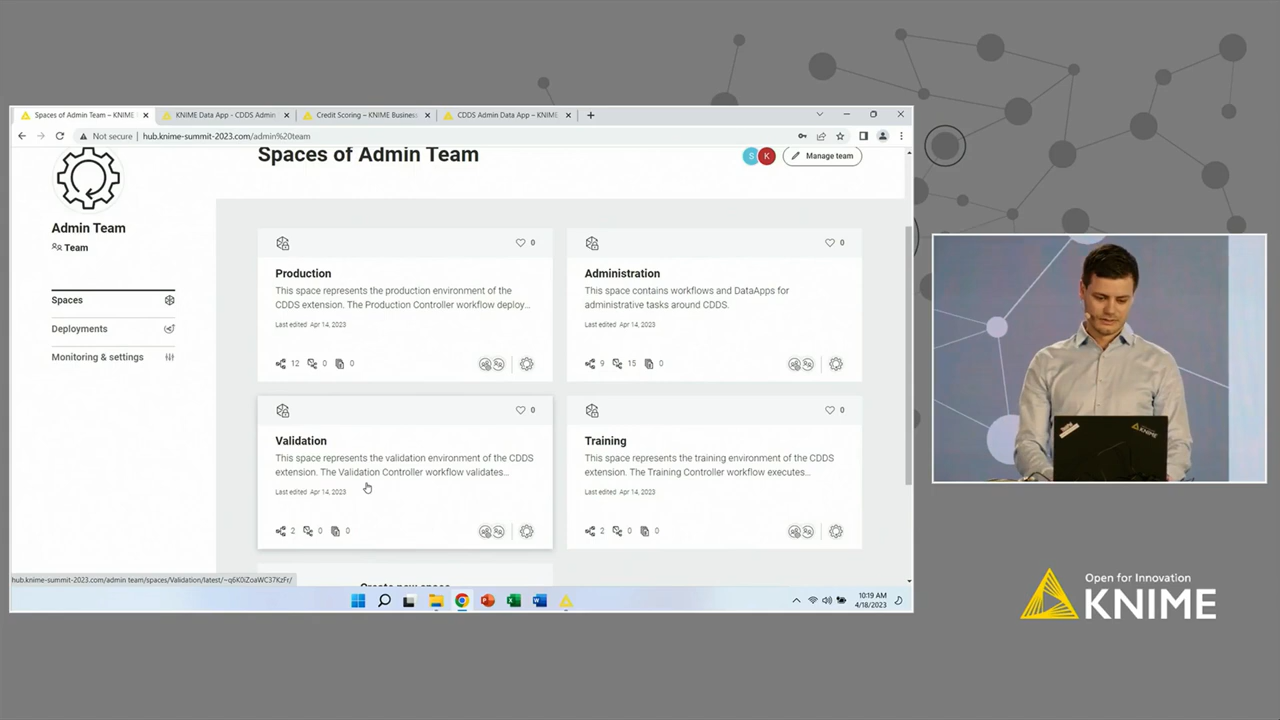 Spaces of Admin Team – KNIME
KNIME Data App - CDDS Admin
Credit Scoring – KNIME Business
CDDS Admin Data App – KNIME
Not secure
hub.knime-summit-2023.com/admin%20team
Spaces of Admin Team
S
K
Manage team
Admin Team
Team
Spaces
Deployments
Monitoring & settings
0
Production
This space represents the production environment of the
CDDS extension. The Production Controller workflow deploy...
Last edited Apr 14, 2023
12 0 0
0
Administration
This space contains workflows and DataApps for
administrative tasks around CDDS.
Last edited Apr 14, 2023
9 15 0
0
Validation
This space represents the validation environment of the CDDS
extension. The Validation Controller workflow validates...
Last edited Apr 14, 2023
2 0 0
0
Training
This space represents the training environment of the CDDS
extension. The Training Controller workflow executes...
Last edited Apr 14, 2023
2 0 0
Create new space
hub.knime-summit-2023.com/admin team/spaces/Validation/latest/~q6K0iZoaWC37KzFr/
10:19 AM
4/18/2023
KNIME
Open for Innovation
KNIME